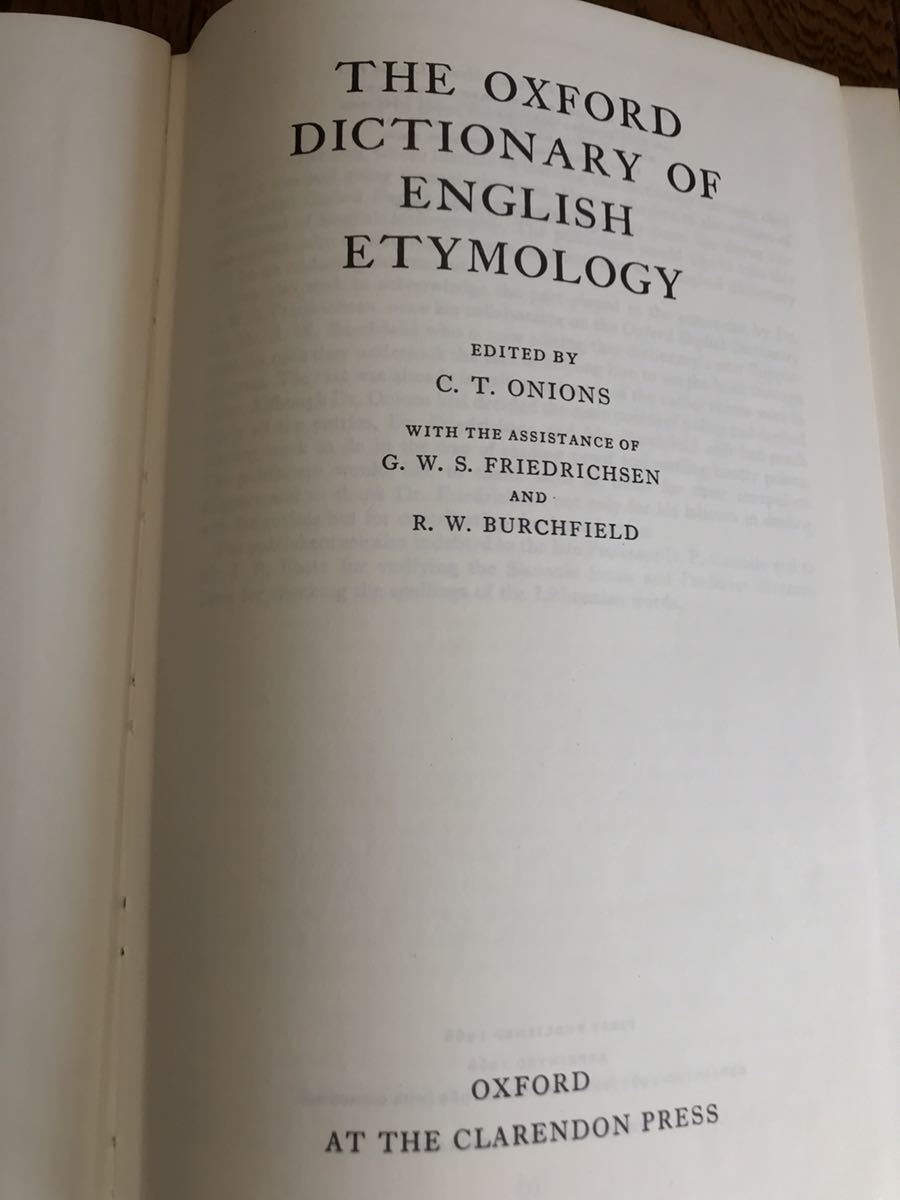 THE OXFORD
DICTIONARY OF
ENGLISH
ETYMOLOGY
EDITED BY
C. T. ONIONS
WITH THE ASSISTANCE OF
G. W. S. FRIEDRICHSEN
AND
R. W. BURCHFIELD
OXFORD
AT THE CLARENDON PRESS